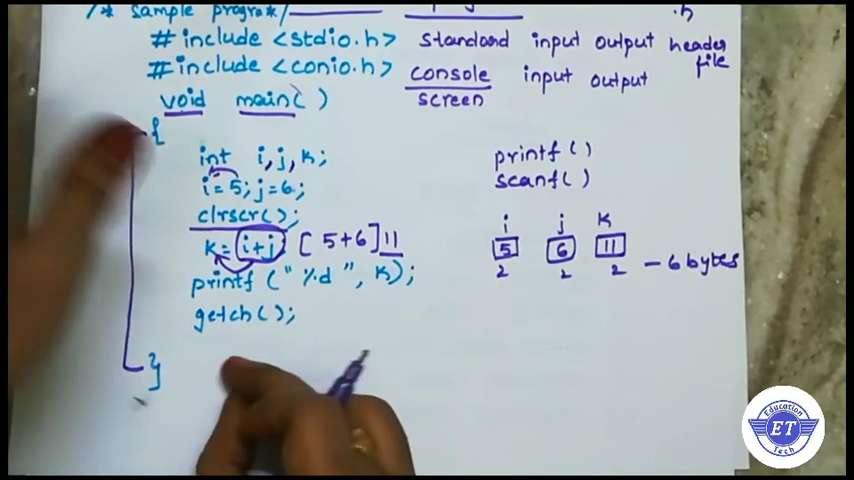 /* sample progra*/
.h
#include <stdio.h> standard input output header file
#include <conio.h> console input output
screen
void main()
{
int i,j,k;
i=5; j=6;
clrscr();
k= i+j [5+6] 11
printf ("%d", k);
getch();
}
printf()
scanf()
i j k
5 6 11
2 2 2 - 6 bytes
Education
ET
Tech